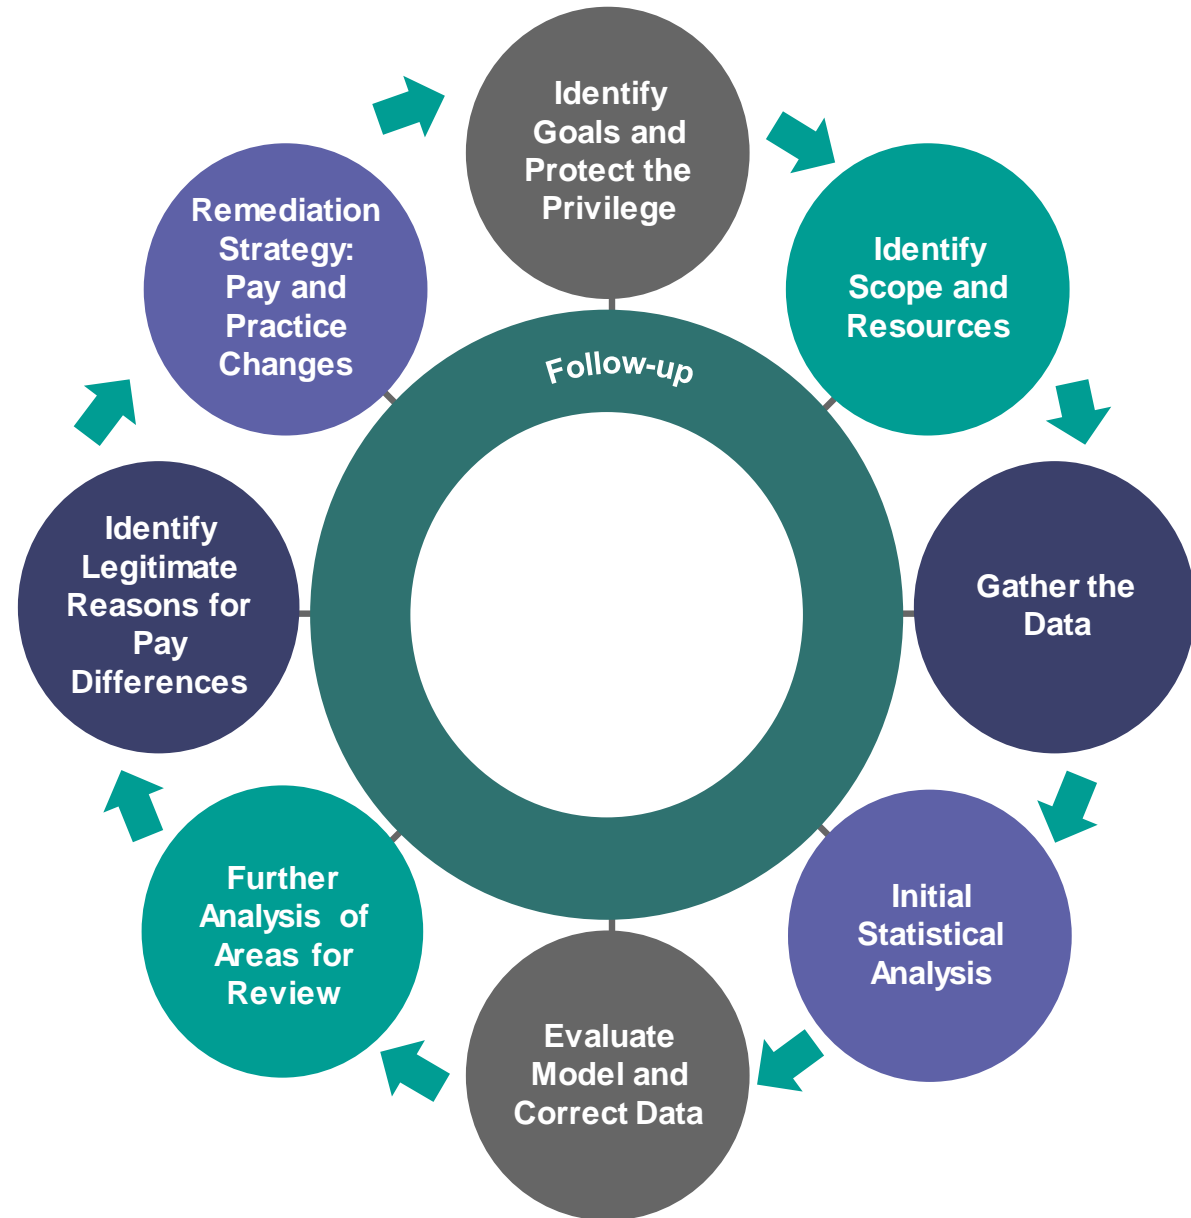 Identify
Goals and
Protect the
Privilege
Identify
Scope and
Resources
Gather the
Data
Initial
Statistical
Analysis
Evaluate
Model and
Correct Data
Further
Analysis of
Areas for
Review
Identify
Legitimate
Reasons for
Pay
Differences
Remediation
Strategy:
Pay and
Practice
Changes
Follow-up